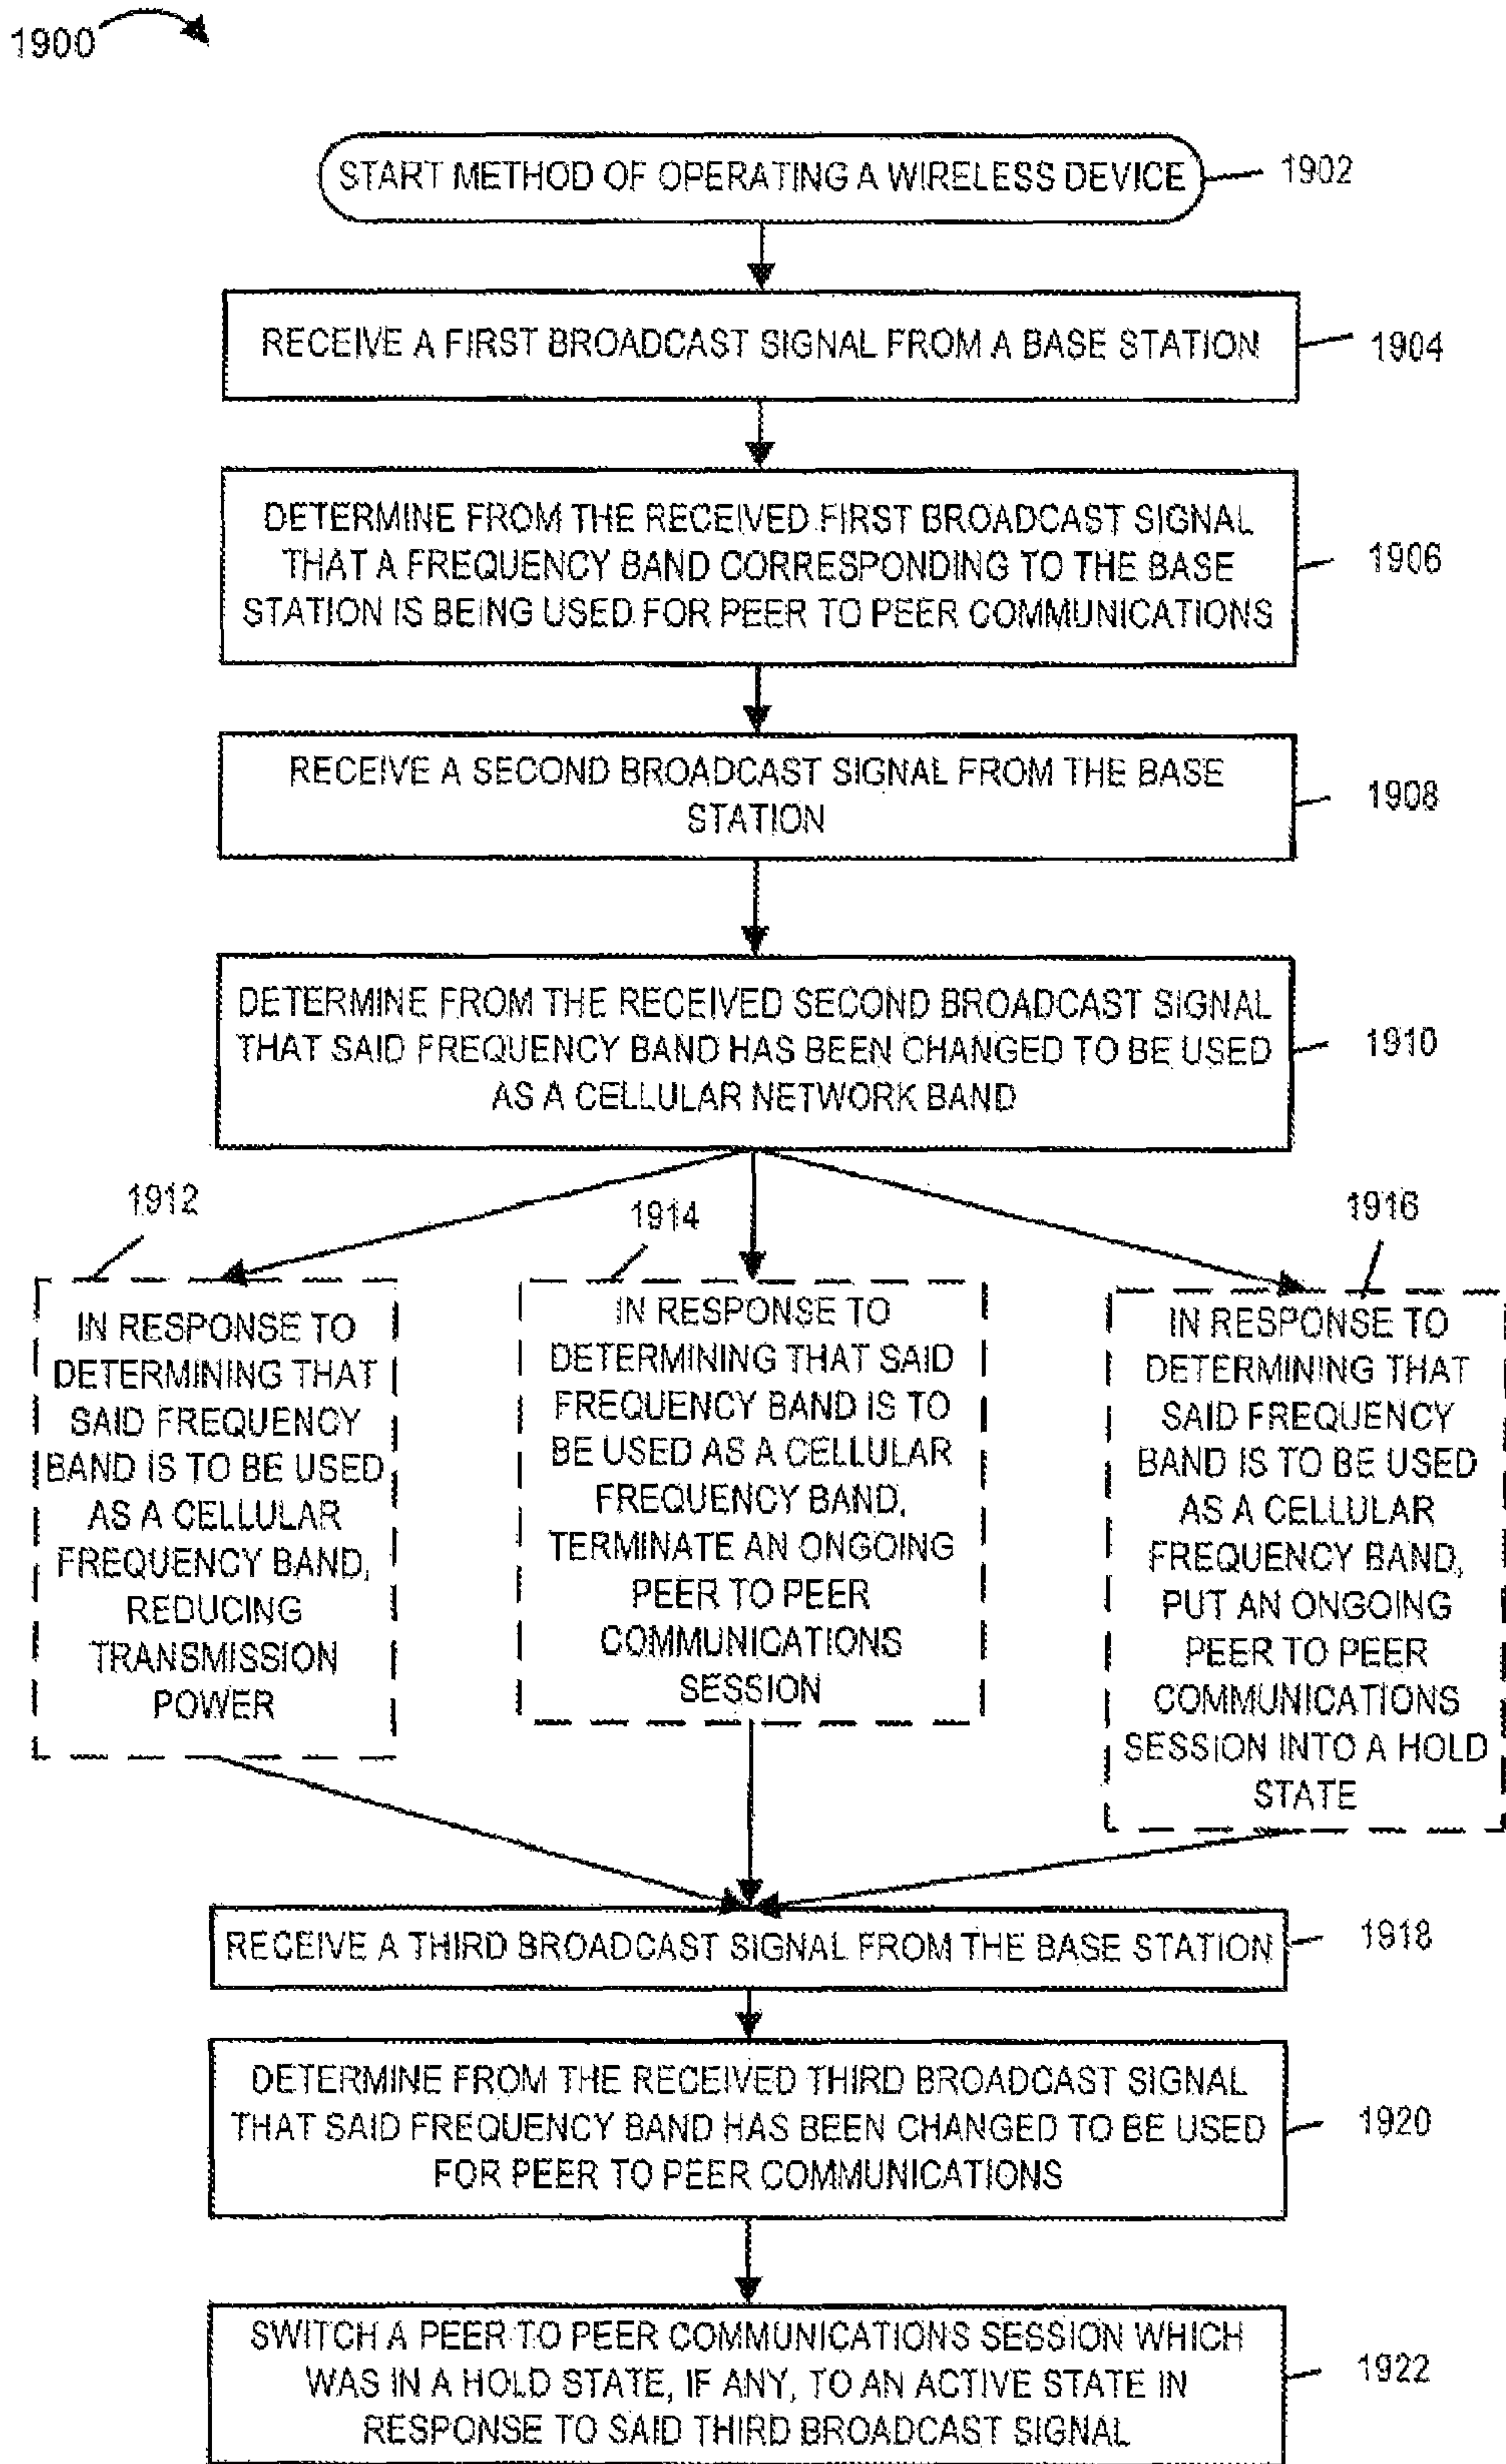 1900
START METHOD OF OPERATING A WIRELESS DEVICE
1902
RECEIVE A FIRST BROADCAST SIGNAL FROM A BASE STATION
1904
DETERMINE FROM THE RECEIVED FIRST BROADCAST SIGNAL
THAT A FREQUENCY BAND CORRESPONDING TO THE BASE
STATION IS BEING USED FOR PEER TO PEER COMMUNICATIONS
1906
RECEIVE A SECOND BROADCAST SIGNAL FROM THE BASE
STATION
1908
DETERMINE FROM THE RECEIVED SECOND BROADCAST SIGNAL
THAT SAID FREQUENCY BAND HAS BEEN CHANGED TO BE USED
AS A CELLULAR NETWORK BAND
1910
1912
IN RESPONSE TO
DETERMINING THAT
SAID FREQUENCY
BAND IS TO BE USED
AS A CELLULAR
FREQUENCY BAND,
REDUCING
TRANSMISSION
POWER
1914
IN RESPONSE TO
DETERMINING THAT SAID
FREQUENCY BAND IS TO
BE USED AS A CELLULAR
FREQUENCY BAND,
TERMINATE AN ONGOING
PEER TO PEER
COMMUNICATIONS
SESSION
1916
IN RESPONSE TO
DETERMINING THAT
SAID FREQUENCY
BAND IS TO BE USED
AS A CELLULAR
FREQUENCY BAND,
PUT AN ONGOING
PEER TO PEER
COMMUNICATIONS
SESSION INTO A HOLD
STATE
RECEIVE A THIRD BROADCAST SIGNAL FROM THE BASE STATION
1918
DETERMINE FROM THE RECEIVED THIRD BROADCAST SIGNAL
THAT SAID FREQUENCY BAND HAS BEEN CHANGED TO BE USED
FOR PEER TO PEER COMMUNICATIONS
1920
SWITCH A PEER TO PEER COMMUNICATIONS SESSION WHICH
WAS IN A HOLD STATE, IF ANY, TO AN ACTIVE STATE IN
RESPONSE TO SAID THIRD BROADCAST SIGNAL
1922